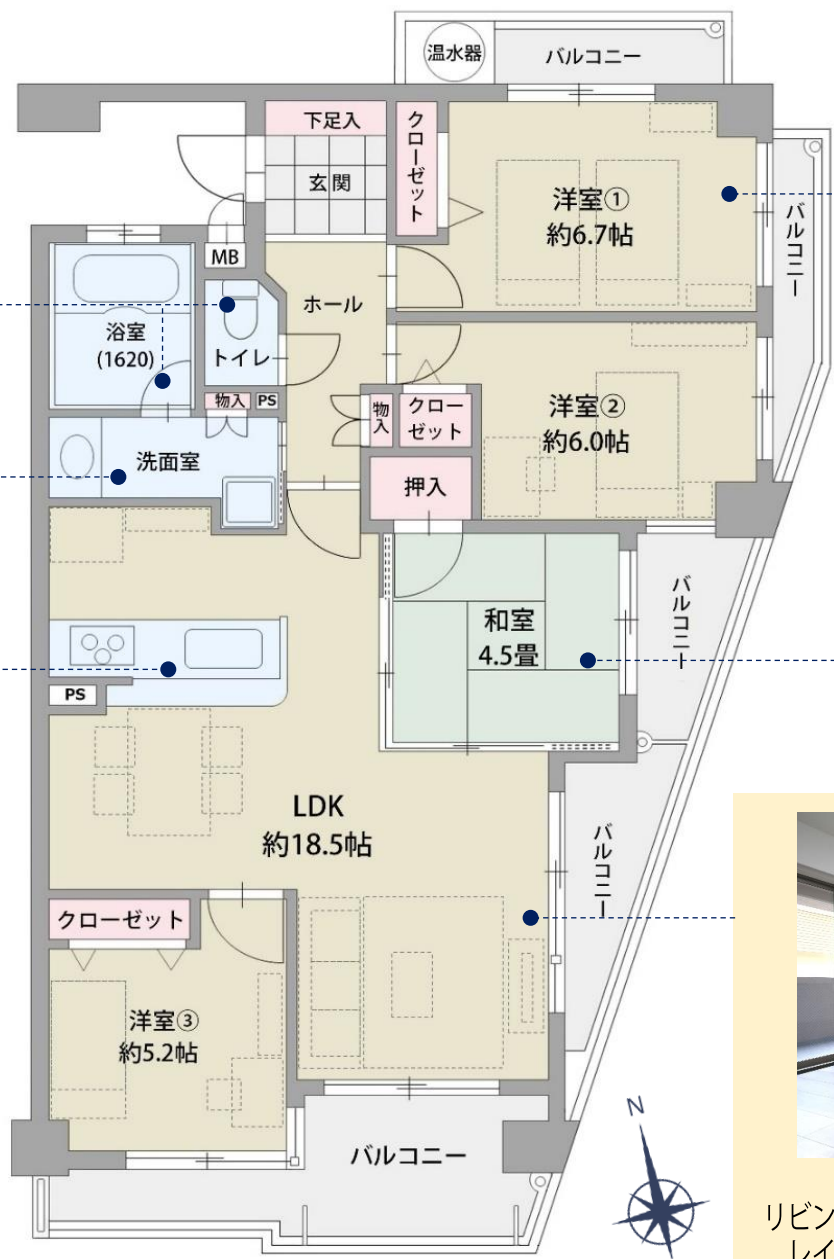 温水器
バルコニー
下足入
玄関
クローゼット
洋室①
約6.7帖
バルコニー
MB
ホール
浴室
(1620)
トイレ
物入
PS
物入
クロー
ゼット
洋室②
約6.0帖
洗面室
押入
和室
4.5畳
バルコニー
PS
LDK
約18.5帖
バルコニー
クローゼット
洋室③
約5.2帖
バルコニー
N
リビン
レイ